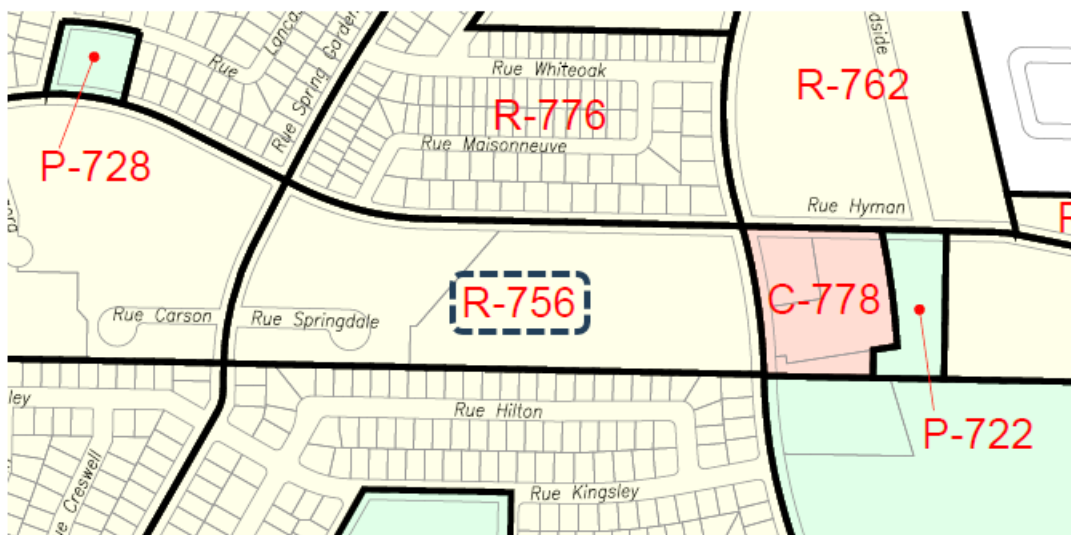 Rue
Rue Spring Garden
Rue Whiteoak
R-776
R-762
P-728
Rue Maisonneuve
Rue Hyman
R-756
C-778
Rue Carson
Rue Springdale
P-722
Rue Hilton
Rue Kingsley
Creswell